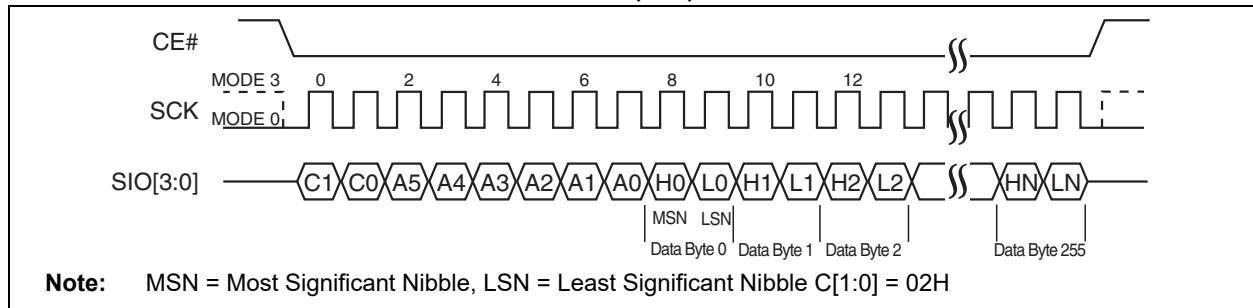 CE#
MODE 3 0 2 4 6 8 10 12
SCK MODE 0
SIO[3:0] C1 C0 A5 A4 A3 A2 A1 A0 H0 L0 H1 L1 H2 L2 HN LN
MSN LSN
Data Byte 0 Data Byte 1 Data Byte 2 Data Byte 255
Note: MSN = Most Significant Nibble, LSN = Least Significant Nibble C[1:0] = 02H